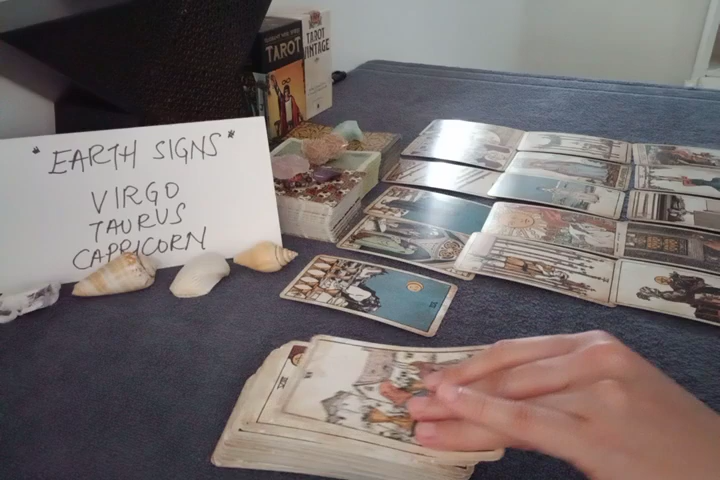 "EARTH SIGNS"
VIRGO
TAURUS
CAPRICORN
TAROT
TAROT
VINTAGE